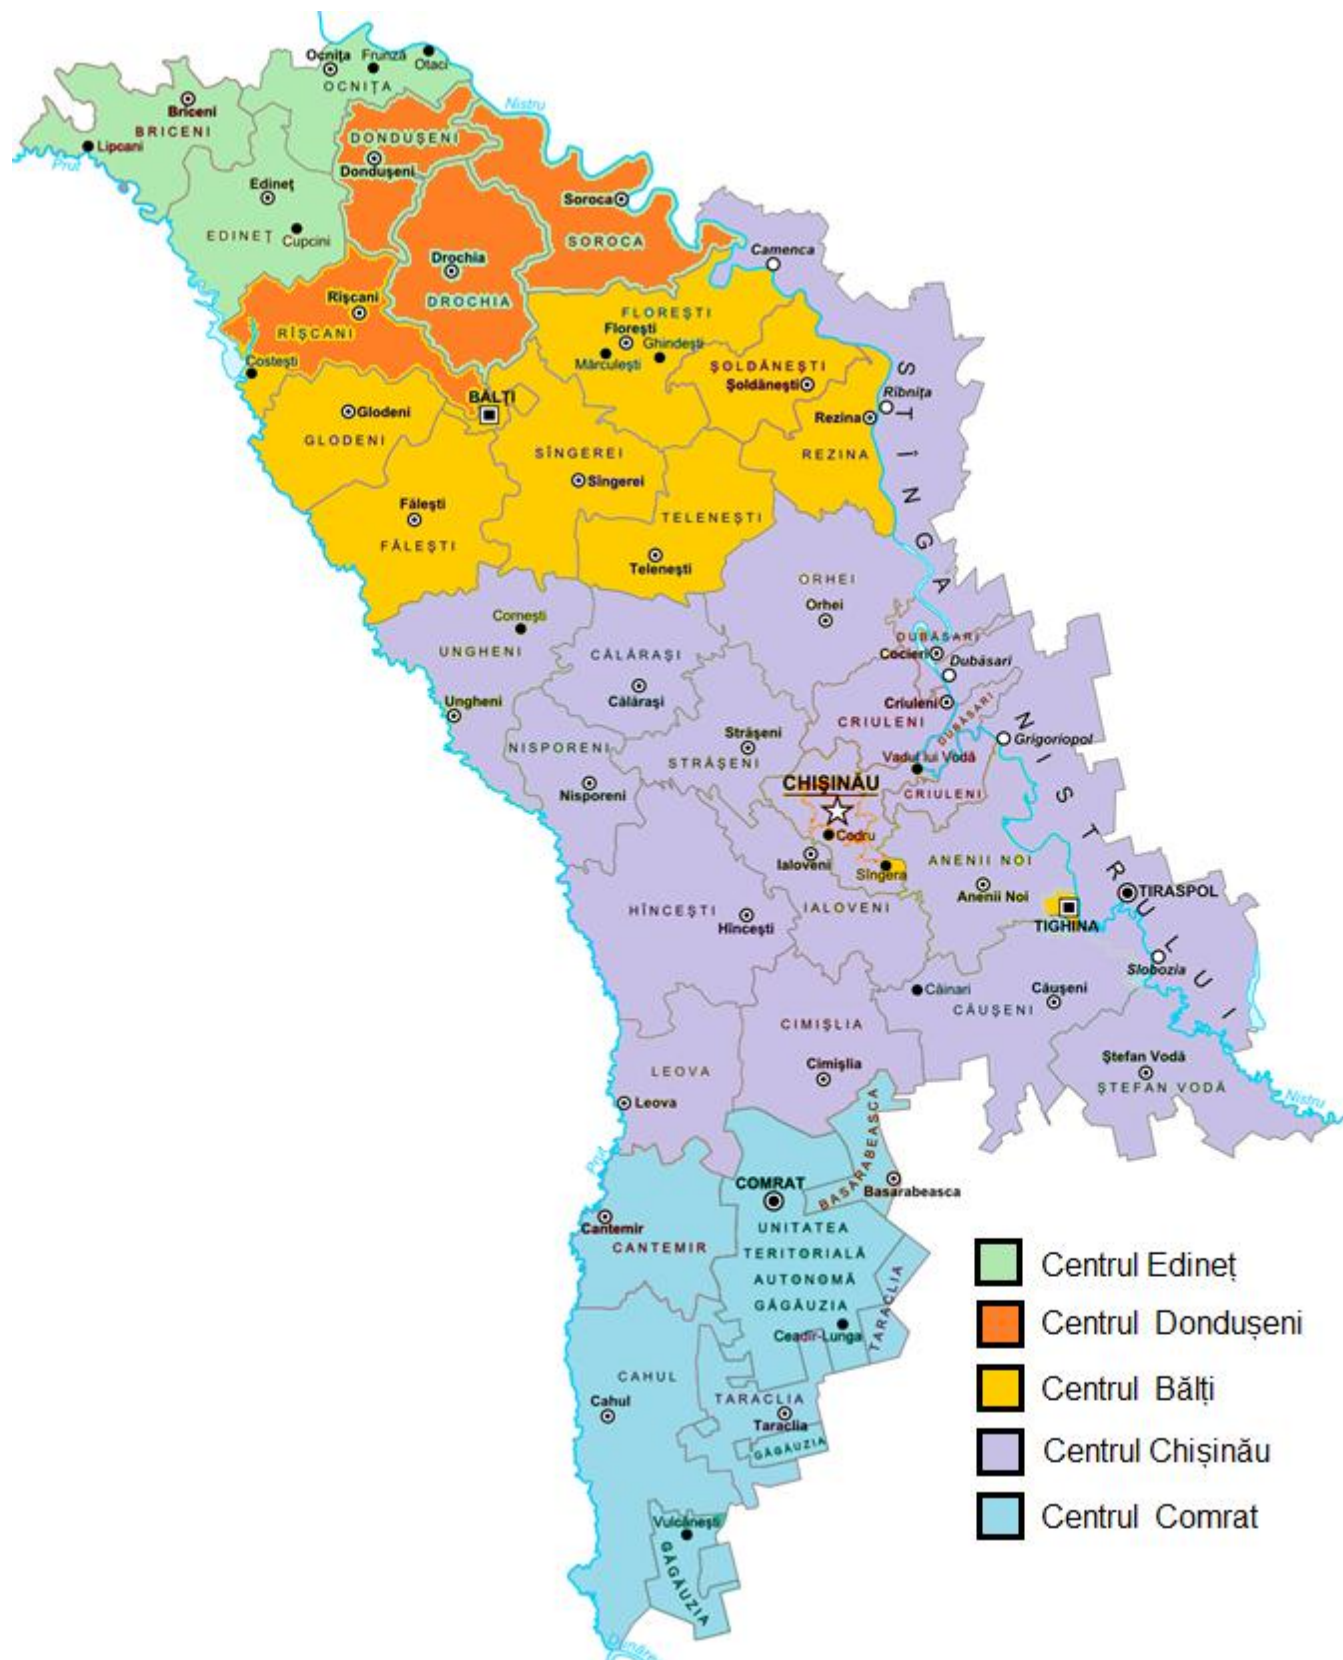 Ocnița
Frunză
Otaci
OCNIȚA
Nistru
Briceni
BRICENI
Lipcani
Prut
DONDUȘENI
Dondușeni
Edineț
EDINEȚ
Cupcini
Soroca
SOROCA
Camenca
Drochia
DROCHIA
Rîșcani
RÎȘCANI
Costești
FLOREȘTI
Florești
Ghindești
Mărculești
ȘOLDĂNEȘTI
Șoldănești
Rîbnița
STÎNGA NISTRULUI
BĂLȚI
Glodeni
GLODENI
Rezina
REZINA
SÎNGEREI
Sîngerei
Fălești
FĂLEȘTI
TELENEȘTI
Telenești
ORHEI
Orhei
Cornești
UNGHENI
Ungheni
CĂLĂRAȘI
Călărași
DUBĂSARI
Cocieri
Dubăsari
Criuleni
CRIULENI
DUBĂSARI
Grigoriopol
NISPORENI
Nisporeni
Strășeni
STRĂȘENI
Vadul lui Vodă
CRIULENI
CHIȘINĂU
Codru
Ialoveni
Sîngera
IALOVENI
ANENII NOI
Anenii Noi
TIRASPOL
TIGHINA
HÎNCEȘTI
Hîncești
Slobozia
Căinari
Căușeni
CĂUȘENI
CIMIȘLIA
Cimișlia
LEOVA
Leova
Ștefan Vodă
ȘTEFAN VODĂ
Nistru
Prut
BASARABEASCA
Basarabeasca
COMRAT
UNITATEA
TERITORIALĂ
AUTONOMĂ
GĂGĂUZIA
Cantemir
CANTEMIR
TARACLIA
Ceadîr-Lunga
CAHUL
Cahul
TARACLIA
Taraclia
GĂGĂUZIA
Vulcănești
GĂGĂUZIA
Dunăre
Centrul Edineț
Centrul Dondușeni
Centrul Bălți
Centrul Chișinău
Centrul Comrat